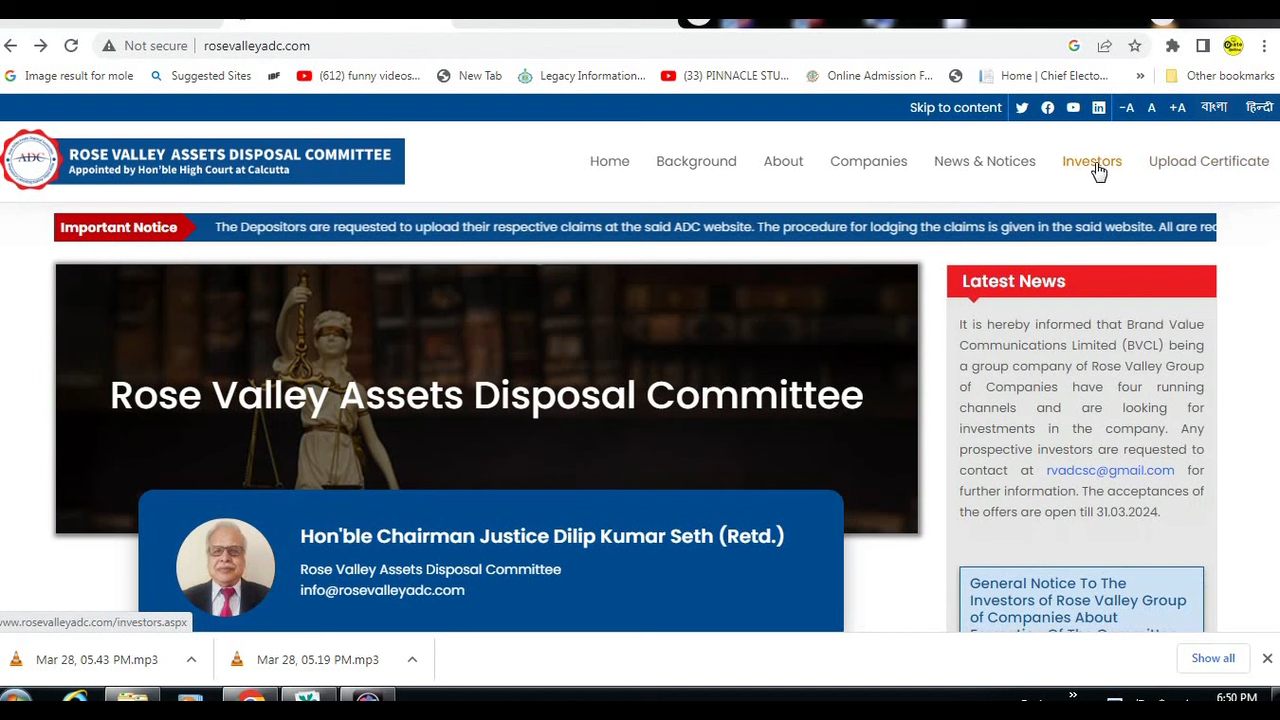 Not secure
rosevalleyadc.com
Image result for mole
Suggested Sites
(612) funny videos...
New Tab
Legacy Information...
(33) PINNACLE STU...
Online Admission F...
Home | Chief Electo...
»
Other bookmarks
Skip to content
-A A +A বাংলা हिन्दी
ADC
ROSE VALLEY ASSETS DISPOSAL COMMITTEE
Appointed by Hon'ble High Court at Calcutta
Home Background About Companies News & Notices Investors Upload Certificate
Important Notice
The Depositors are requested to upload their respective claims at the said ADC website. The procedure for lodging the claims is given in the said website. All are rec
Rose Valley Assets Disposal Committee
Hon'ble Chairman Justice Dilip Kumar Seth (Retd.)
Rose Valley Assets Disposal Committee
info@rosevalleyadc.com
Latest News
It is hereby informed that Brand Value
Communications Limited (BVCL) being
a group company of Rose Valley Group
of Companies have four running
channels and are looking for
investments in the company. Any
prospective investors are requested to
contact at rvadcsc@gmail.com for
further information. The acceptances of
the offers are open till 31.03.2024.
General Notice To The
Investors of Rose Valley Group
of Companies About
www.rosevalleyadc.com/investors.aspx
Mar 28, 05.43 PM.mp3
Mar 28, 05.19 PM.mp3
Show all
»
6:50 PM